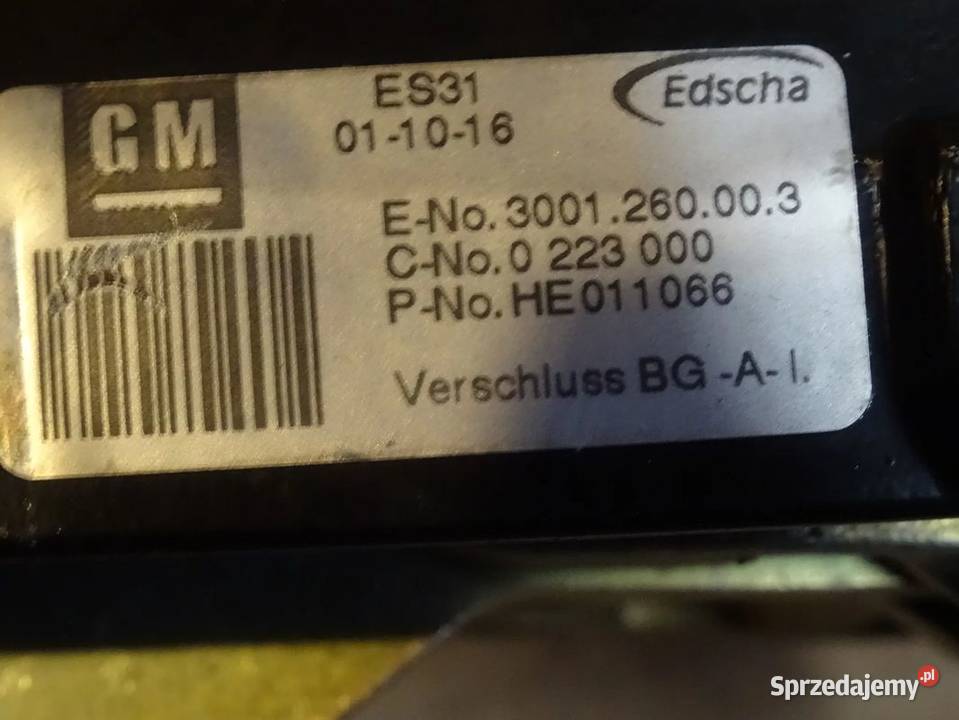 GM
ES31
01-10-16
Edscha
E-No. 3001.260.00.3
C-No. 0 223 000
P-No. HE011066
Verschluss BG -A- l.
Sprzedajemy.pl